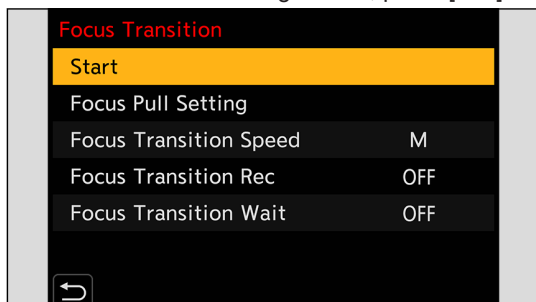 Focus Transition
Start
Focus Pull Setting
Focus Transition Speed M
Focus Transition Rec OFF
Focus Transition Wait OFF